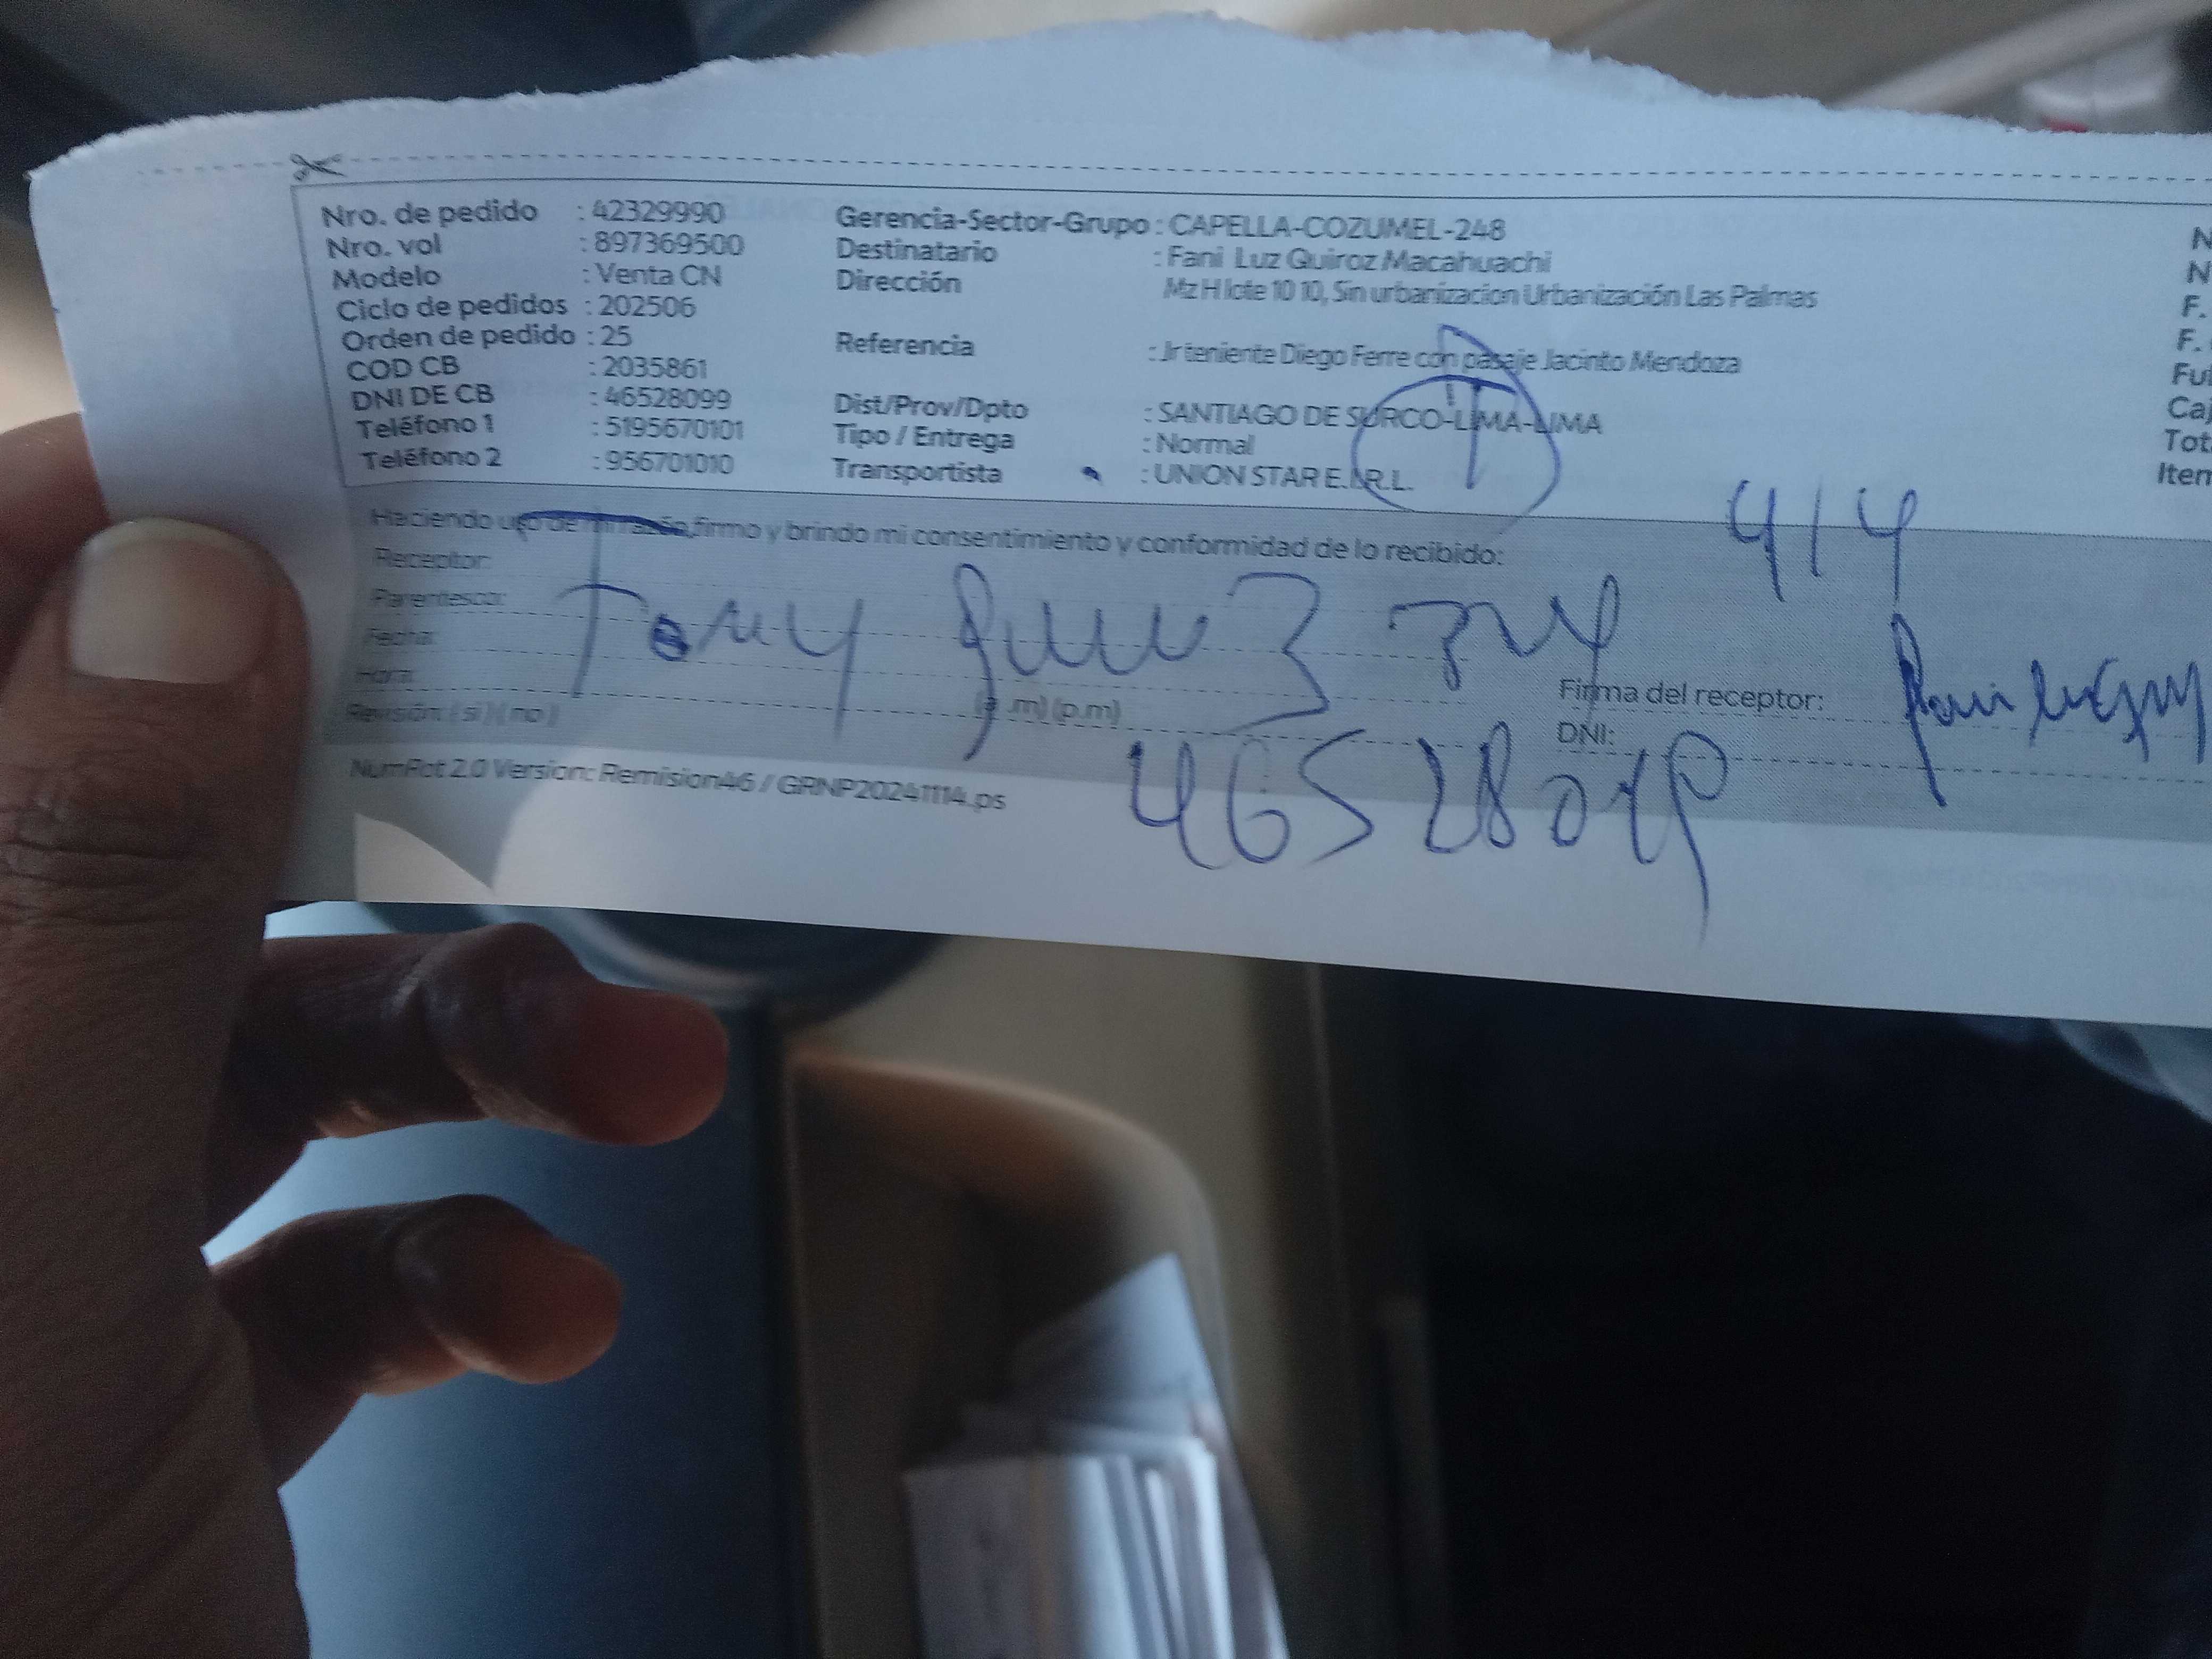 Nro. de pedido : 42329990
Nro. vol : 897369500
Modelo : Venta CN
Ciclo de pedidos : 202506
Orden de pedido : 25
COD CB : 2035861
DNI DE CB : 46528099
Teléfono 1 : 5195670101
Teléfono 2 : 956701010
Gerencia-Sector-Grupo : CAPELLA-COZUMEL-248
Destinatario : Fani Luz Quiroz Macahuachi
Dirección Mz H lote 10 10, Sin urbanizacion Urbanización Las Palmas
Referencia : Jr teniente Diego Ferre con pasaje Jacinto Mendoza
Dist/Prov/Dpto : SANTIAGO DE SURCO-LIMA-LIMA
Tipo / Entrega : Normal
Transportista : UNION STAR E.I.R.L.
N
N
F.
F.
Ful
Caj
Tot
Iten
Haciendo uso de mi razón,firmo y brindo mi consentimiento y conformidad de lo recibido:
414
Receptor:
Parentesco:
Fecha:
Hora: (a .m) (p.m)
Revisión: ( si ) ( no )
Firma del receptor:
DNI:
NumRot 2.0 Version: Remision46 / GRNP20241114.ps